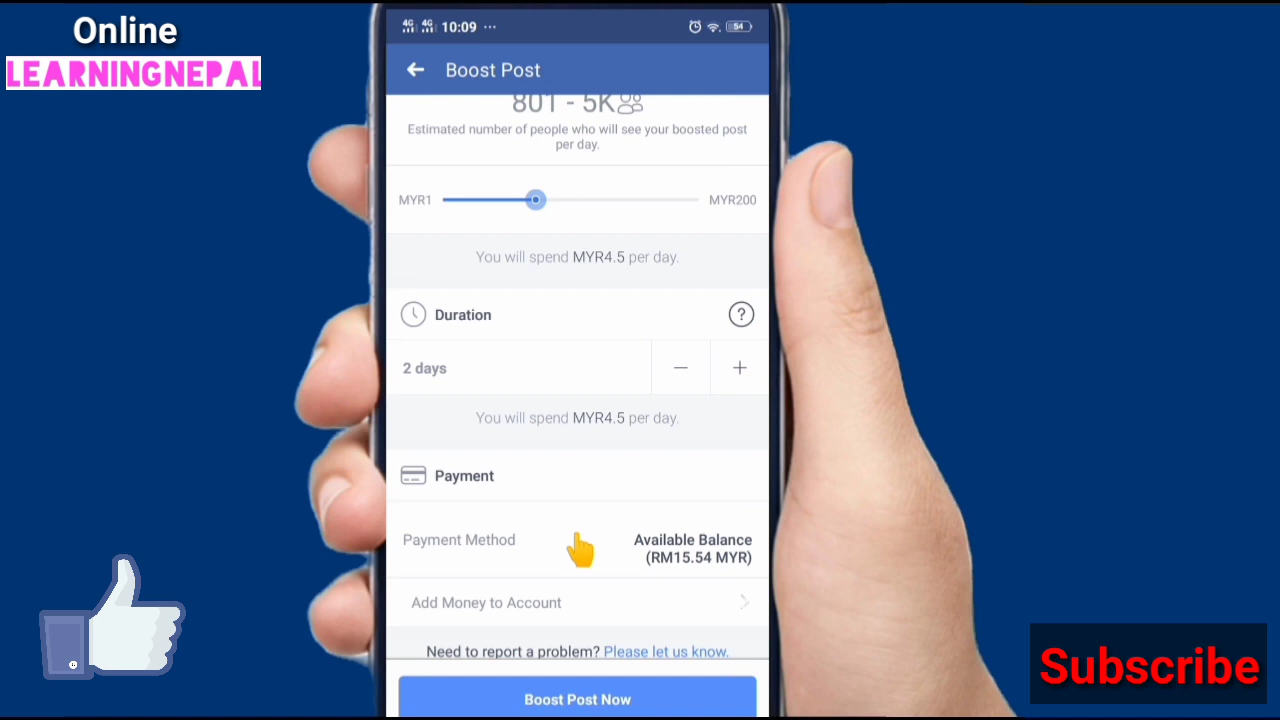 Online
LEARNINGNEPAL
4G 4G 10:09 ... 54
Boost Post
801 - 5K
Estimated number of people who will see your boosted post
per day.
MYR1 MYR200
You will spend MYR4.5 per day.
Duration ?
2 days − +
You will spend MYR4.5 per day.
Payment
Payment Method Available Balance
(RM15.54 MYR)
Add Money to Account
Need to report a problem? Please let us know.
Boost Post Now
Subscribe